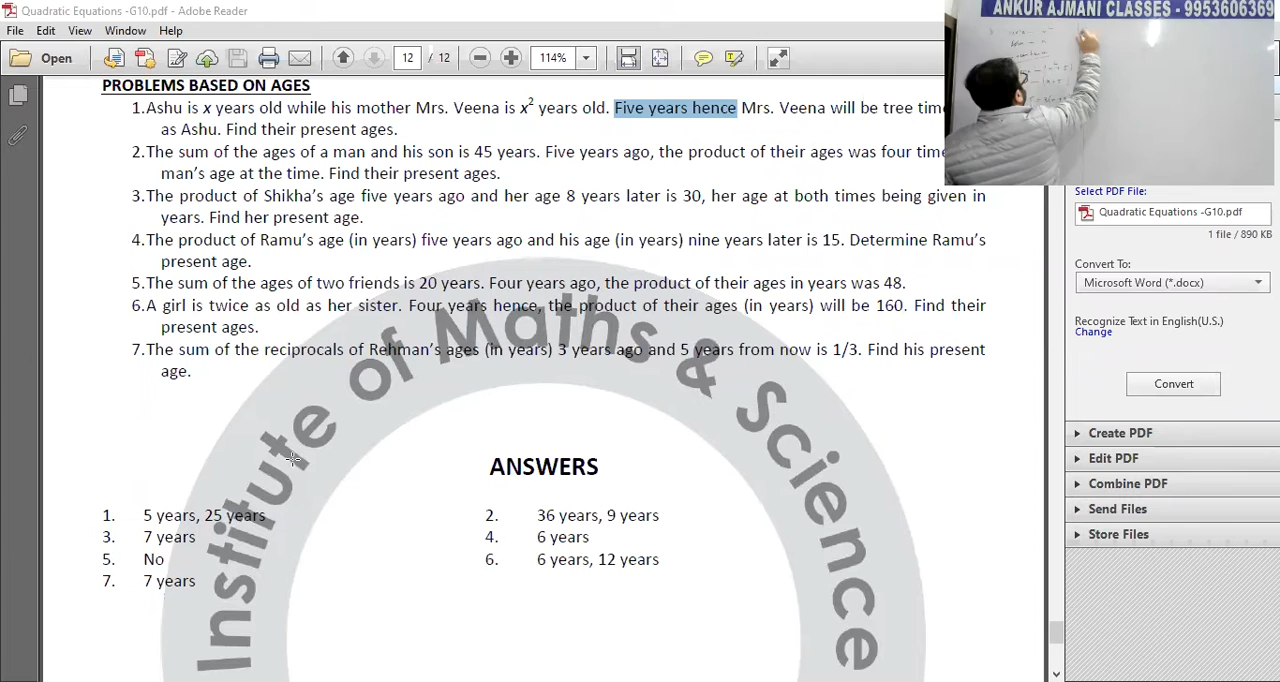 Quadratic Equations -G10.pdf - Adobe Reader
File Edit View Window Help
Open 12 / 12 114%
ANKUR AJMANI CLASSES - 9953606369
PROBLEMS BASED ON AGES
1.Ashu is x years old while his mother Mrs. Veena is x² years old. Five years hence Mrs. Veena will be tree
as Ashu. Find their present ages.
2.The sum of the ages of a man and his son is 45 years. Five years ago, the product of their ages was four
man's age at the time. Find their present ages.
3.The product of Shikha's age five years ago and her age 8 years later is 30, her age at both times being given in
years. Find her present age.
4.The product of Ramu's age (in years) five years ago and his age (in years) nine years later is 15. Determine Ramu's
present age.
5.The sum of the ages of two friends is 20 years. Four years ago, the product of their ages in years was 48.
6.A girl is twice as old as her sister. Four years hence, the product of their ages (in years) will be 160. Find their
present ages.
7.The sum of the reciprocals of Rehman's ages (in years) 3 years ago and 5 years from now is 1/3. Find his present
age.
Institute of Maths & Science
ANSWERS
1. 5 years, 25 years 2. 36 years, 9 years
3. 7 years 4. 6 years
5. No 6. 6 years, 12 years
7. 7 years
Select PDF File:
Quadratic Equations -G10.pdf
1 file / 890 KB
Convert To:
Microsoft Word (*.docx)
Recognize Text in English(U.S.)
Change
Convert
Create PDF
Edit PDF
Combine PDF
Send Files
Store Files